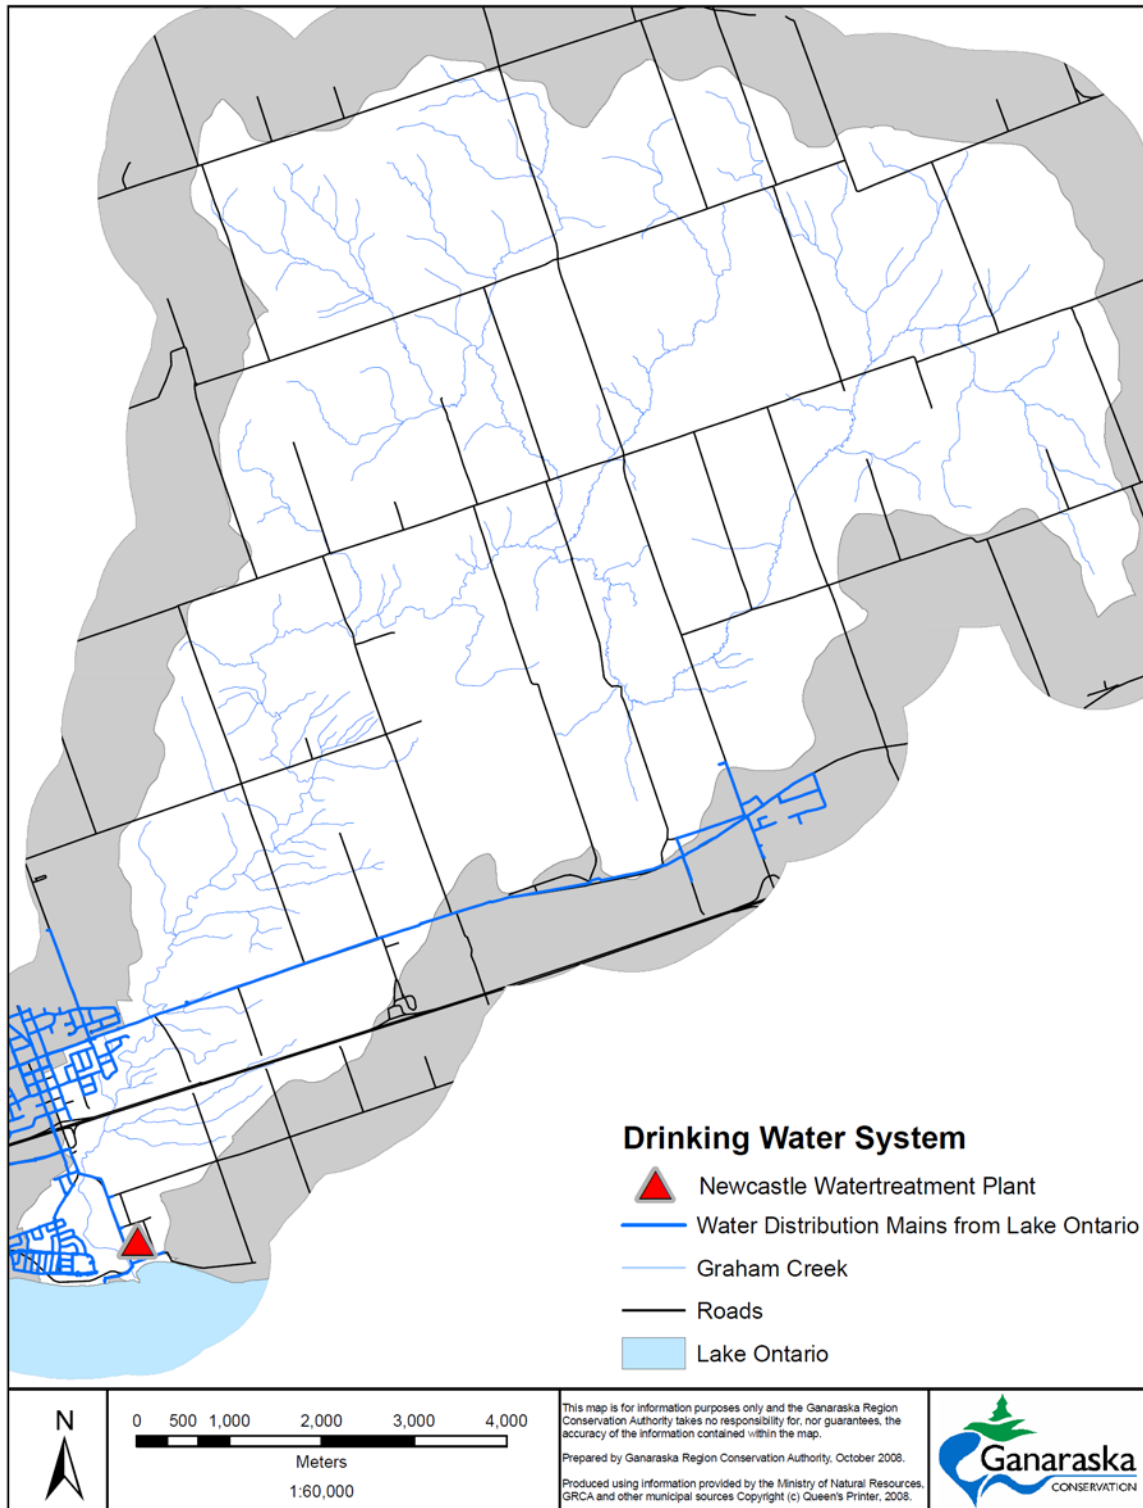 Drinking Water System
Newcastle Watertreatment Plant
Water Distribution Mains from Lake Ontario
Graham Creek
Roads
Lake Ontario
N
0 500 1,000 2,000 3,000 4,000
Meters
1:60,000
This map is for information purposes only and the Ganaraska Region
Conservation Authority takes no responsibility for, nor guarantees, the
accuracy of the information contained within the map.
Prepared by Ganaraska Region Conservation Authority, October 2008.
Produced using information provided by the Ministry of Natural Resources,
GRCA and other municipal sources Copyright (c) Queen's Printer, 2008.
Ganaraska
CONSERVATION